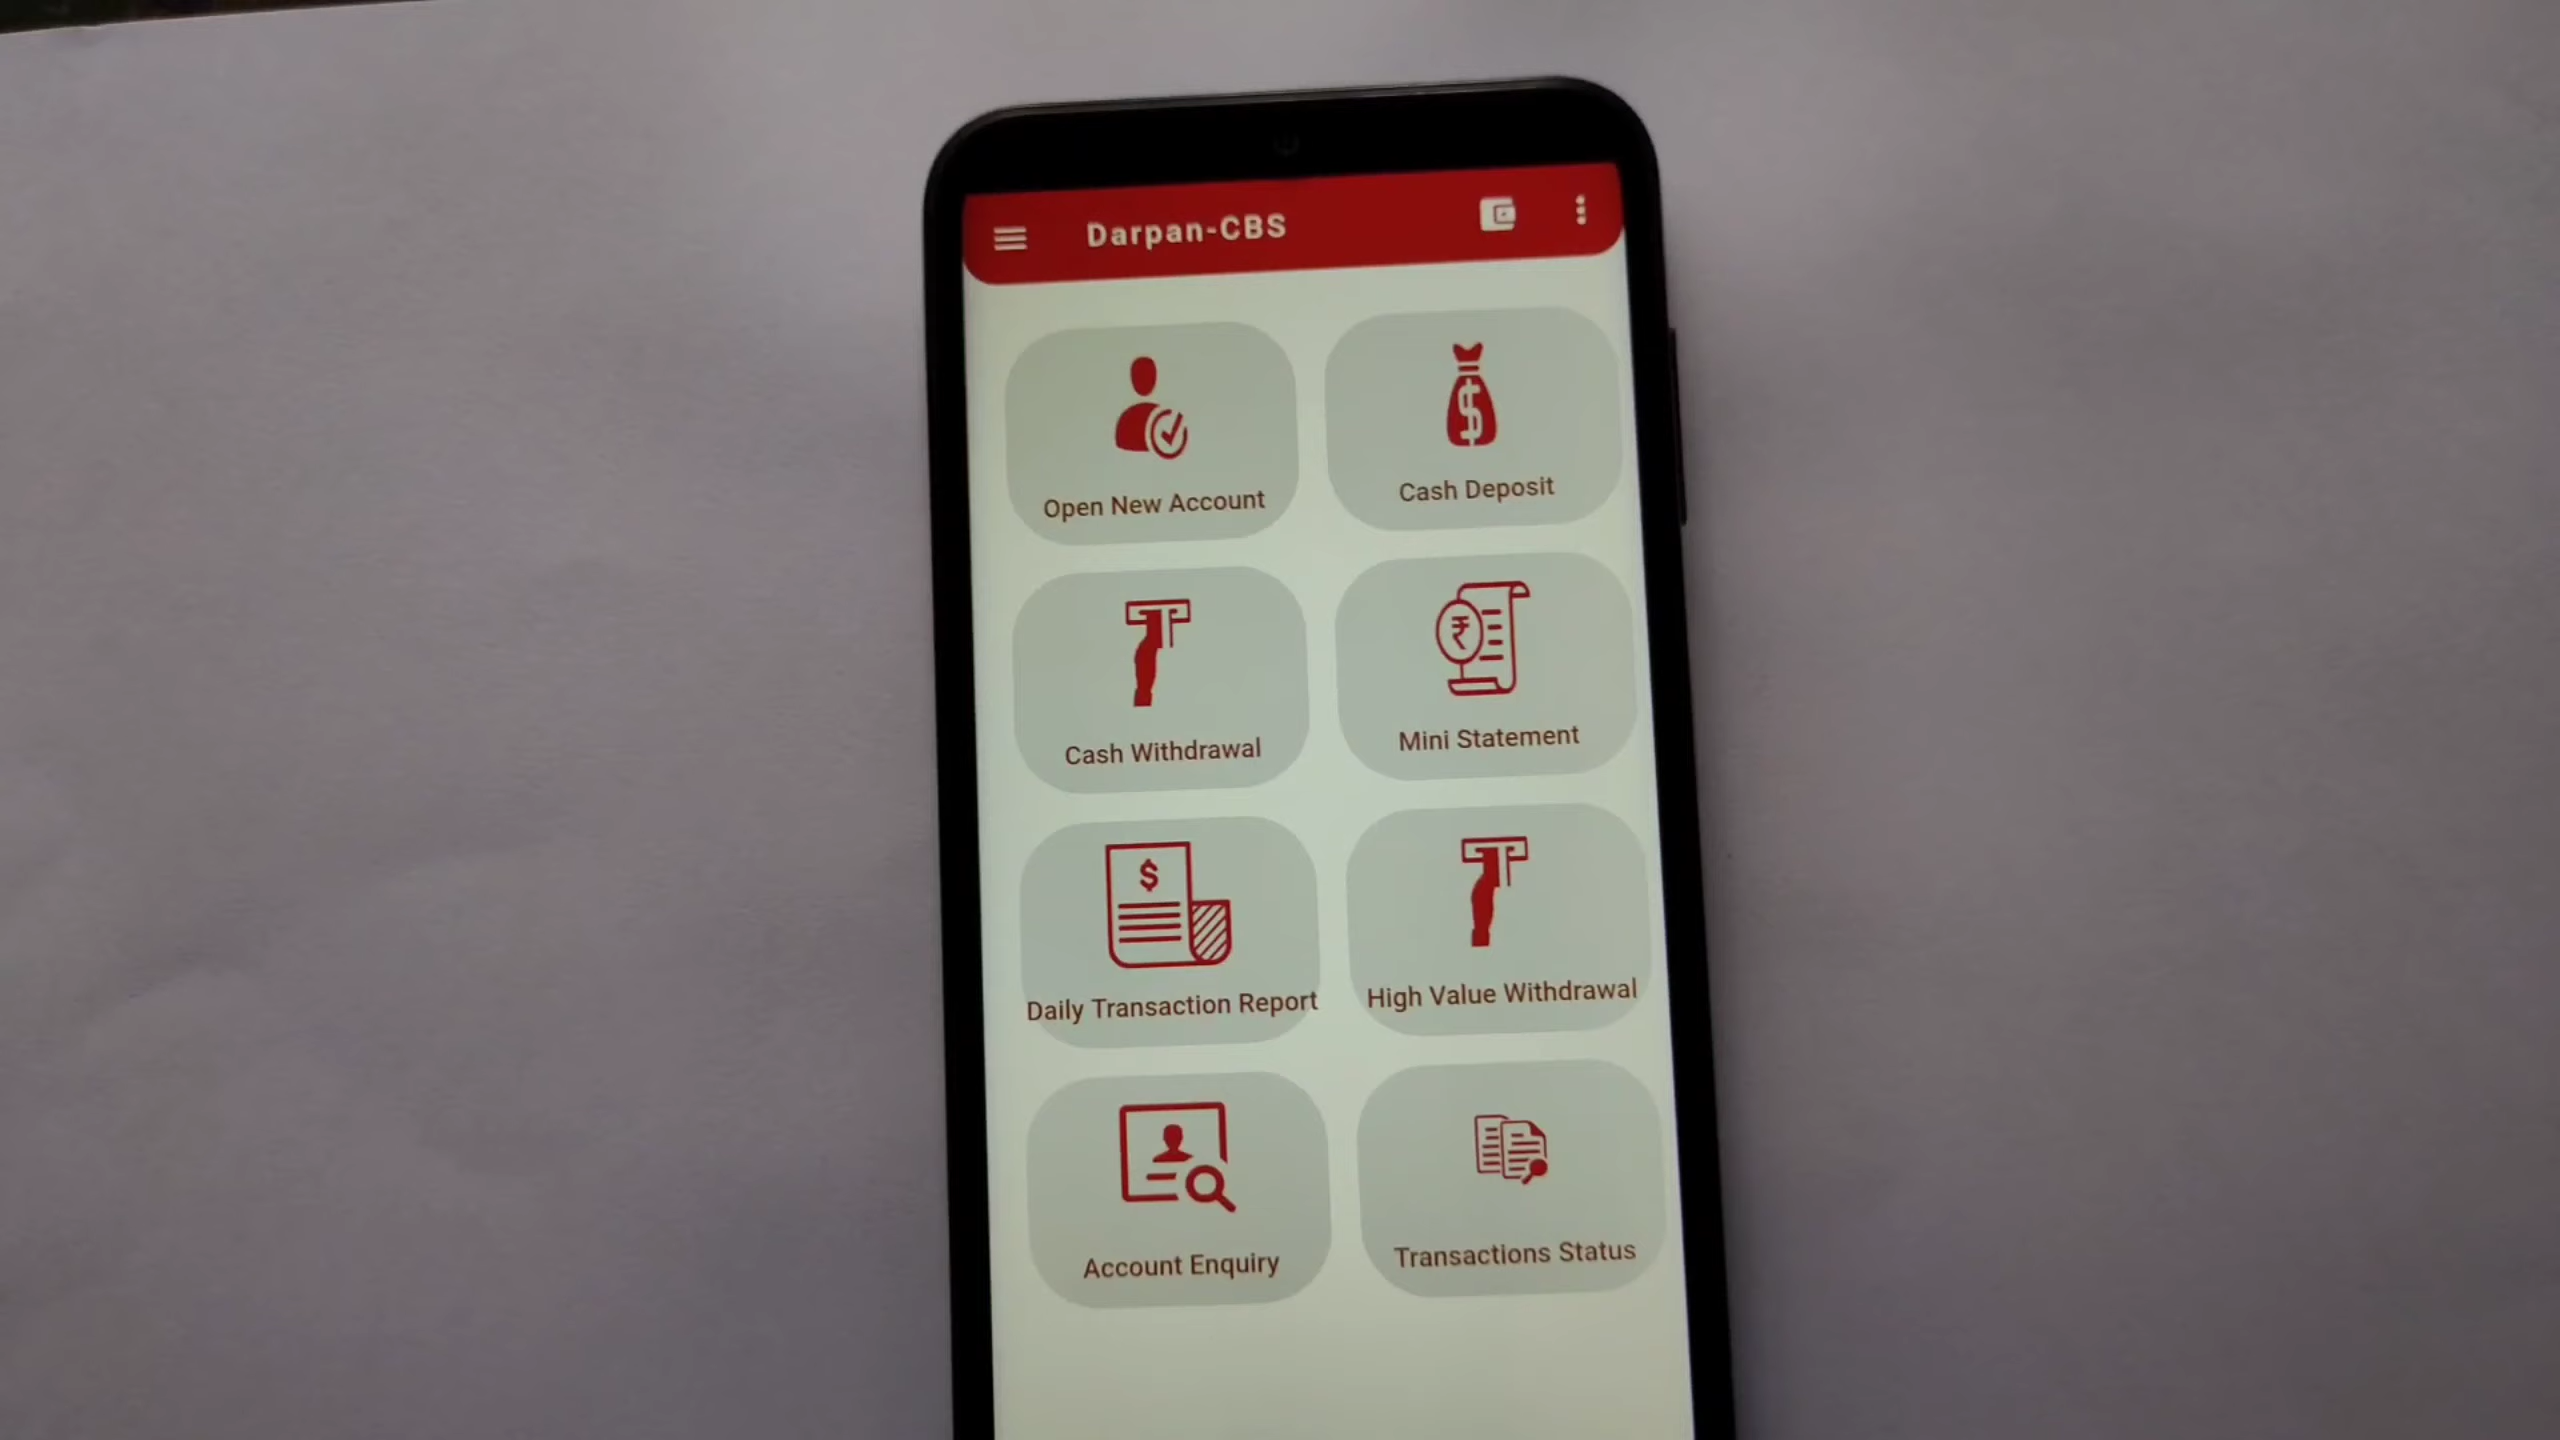 Darpan-CBS
Open New Account
Cash Deposit
Cash Withdrawal
Mini Statement
Daily Transaction Report
High Value Withdrawal
Account Enquiry
Transactions Status